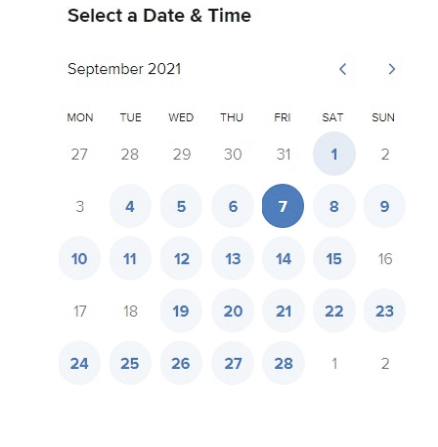 Select a Date & Time
September 2021
MON TUE WED THU FRI SAT SUN
27 28 29 30 31 1 2
3 4 5 6 7 8 9
10 11 12 13 14 15 16
17 18 19 20 21 22 23
24 25 26 27 28 1 2